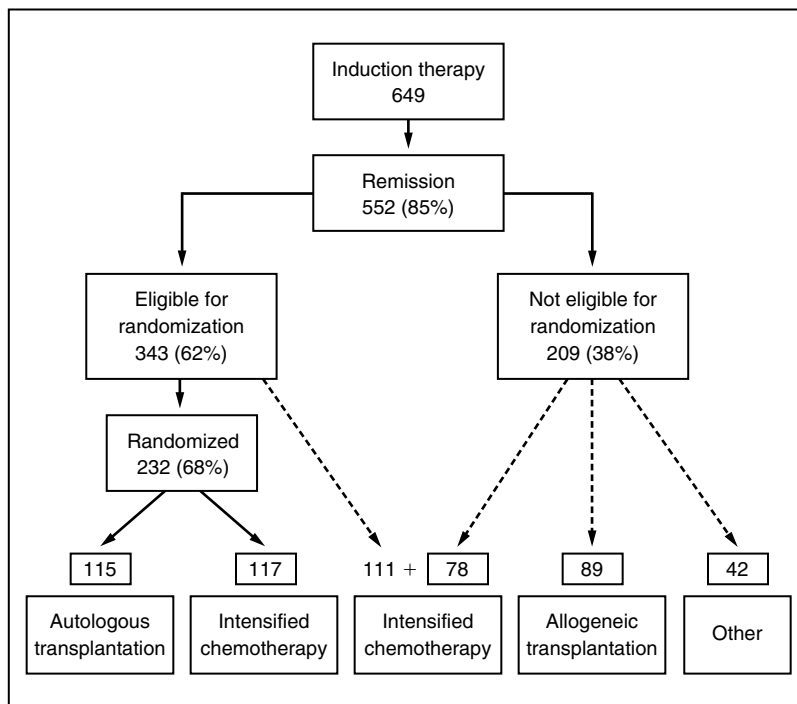 Induction therapy
649
Remission
552 (85%)
Eligible for
randomization
343 (62%)
Not eligible for
randomization
209 (38%)
Randomized
232 (68%)
115
117
111 + 78
89
42
Autologous
transplantation
Intensified
chemotherapy
Intensified
chemotherapy
Allogeneic
transplantation
Other